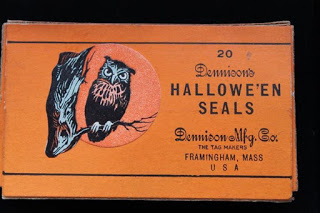 20
Dennison's
HALLOWE'EN
SEALS
Dennison Mfg. Co.
THE TAG MAKERS
FRAMINGHAM, MASS
U S A